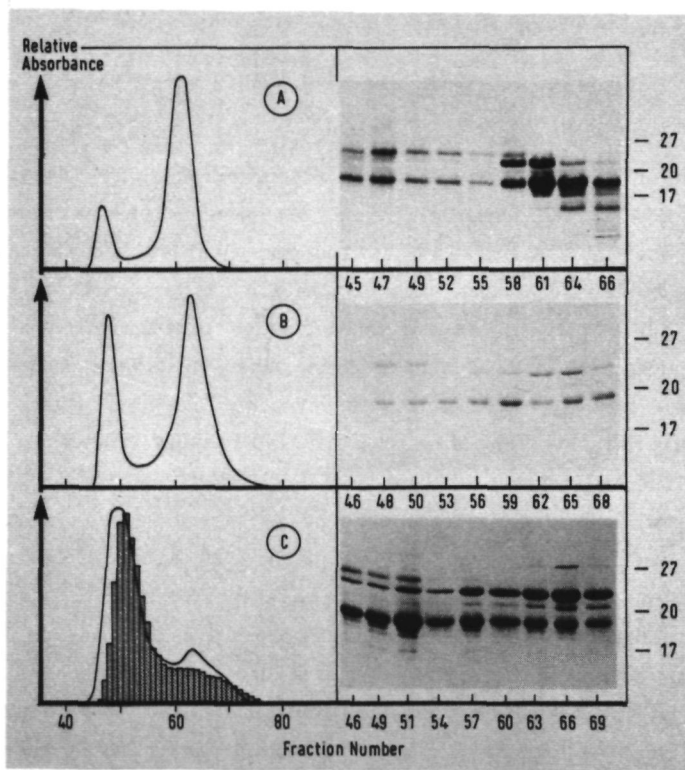 Relative
Absorbance
A
27
20
17
45 47 49 52 55 58 61 64 66
B
27
20
17
46 48 50 53 56 59 62 65 68
C
27
20
17
40 60 80
46 49 51 54 57 60 63 66 69
Fraction Number